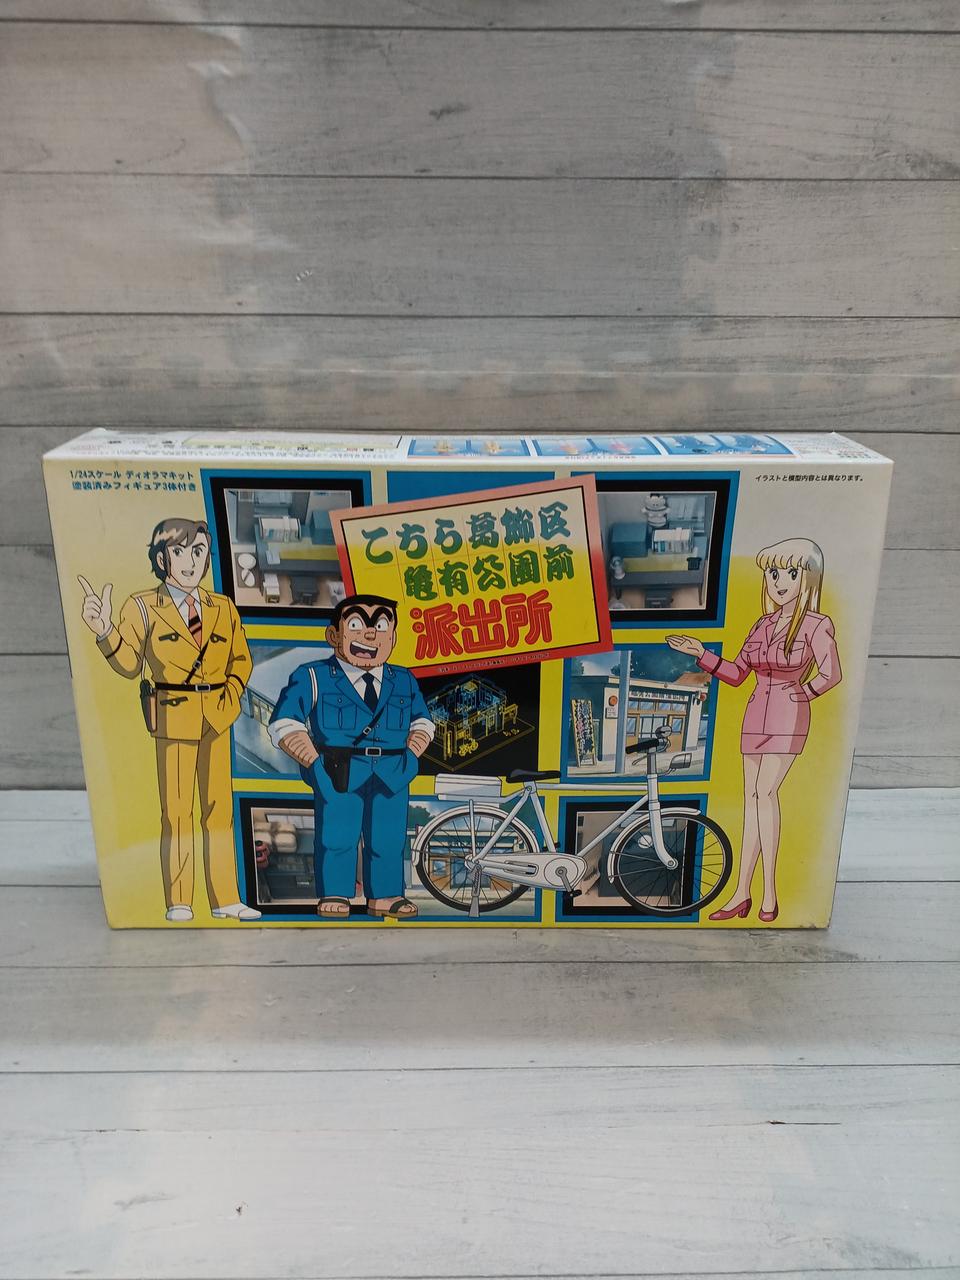 1/24スケール ディオラマキット
塗装済みフィギュア3体付き
イラストと模型内容とは異なります。
こちら葛飾区
亀有公園前
派出所